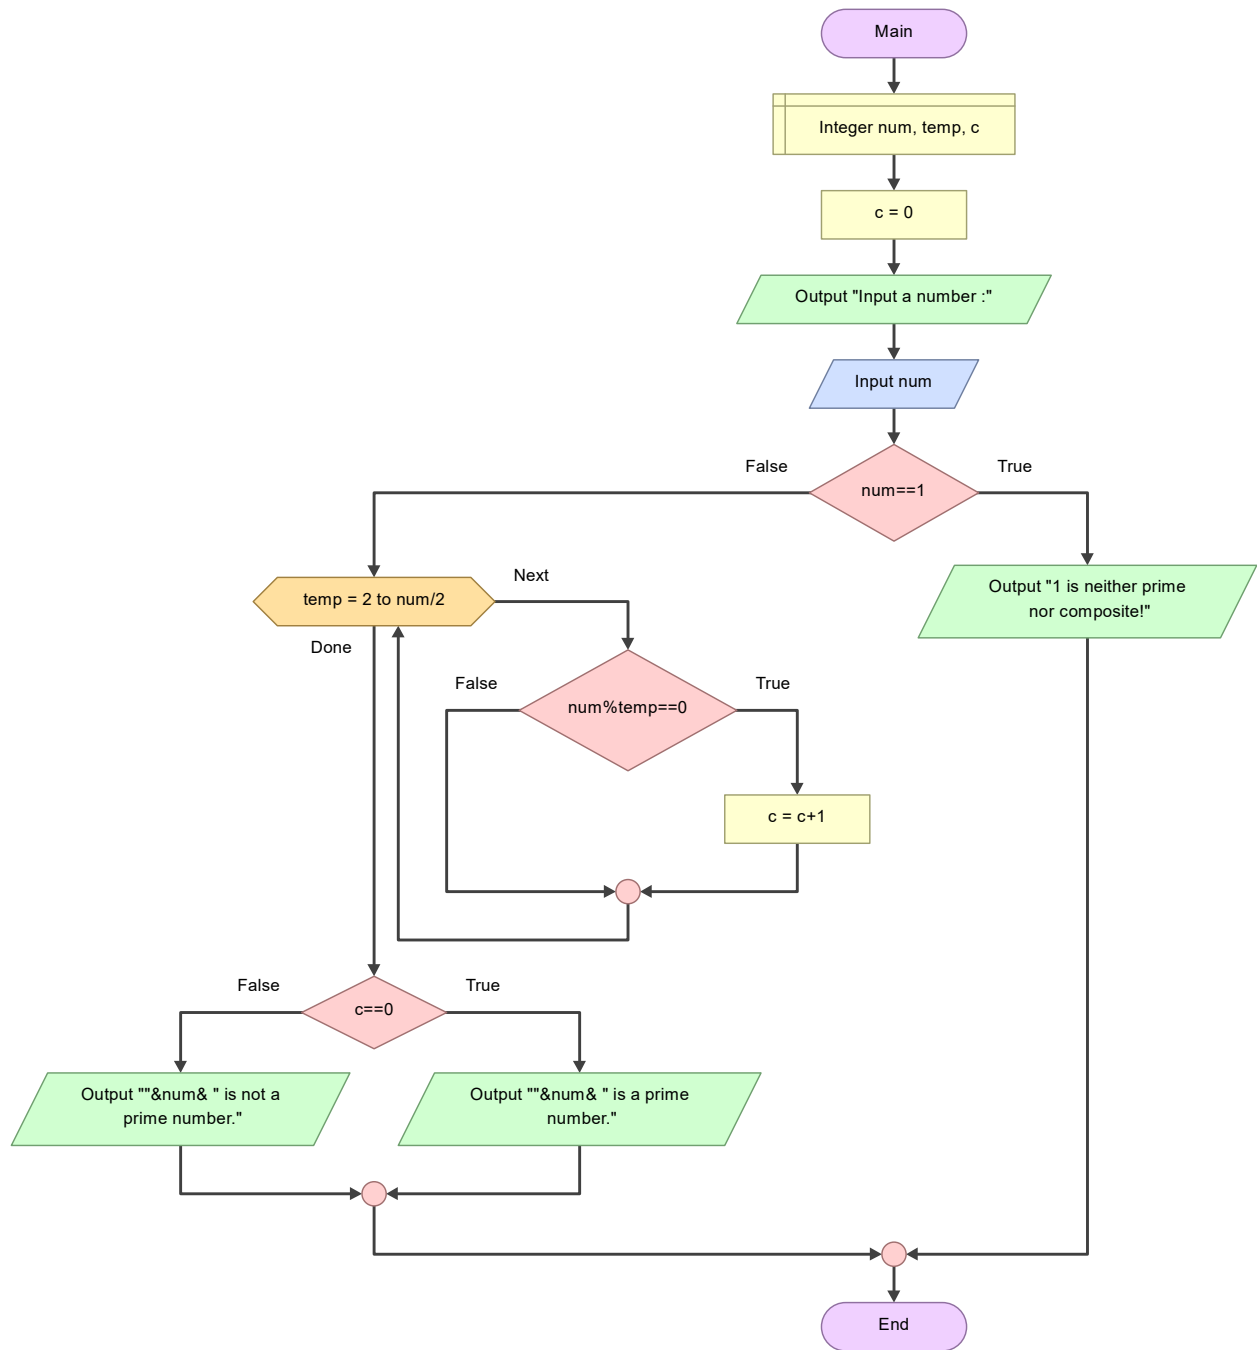 Main
Integer num, temp, c
c = 0
Output "Input a number :"
Input num
False
True
num==1
Next
temp = 2 to num/2
Output "1 is neither prime
nor composite!"
Done
False
True
num%temp==0
c = c+1
False
True
c==0
Output ""&num& " is not a
prime number."
Output ""&num& " is a prime
number."
End